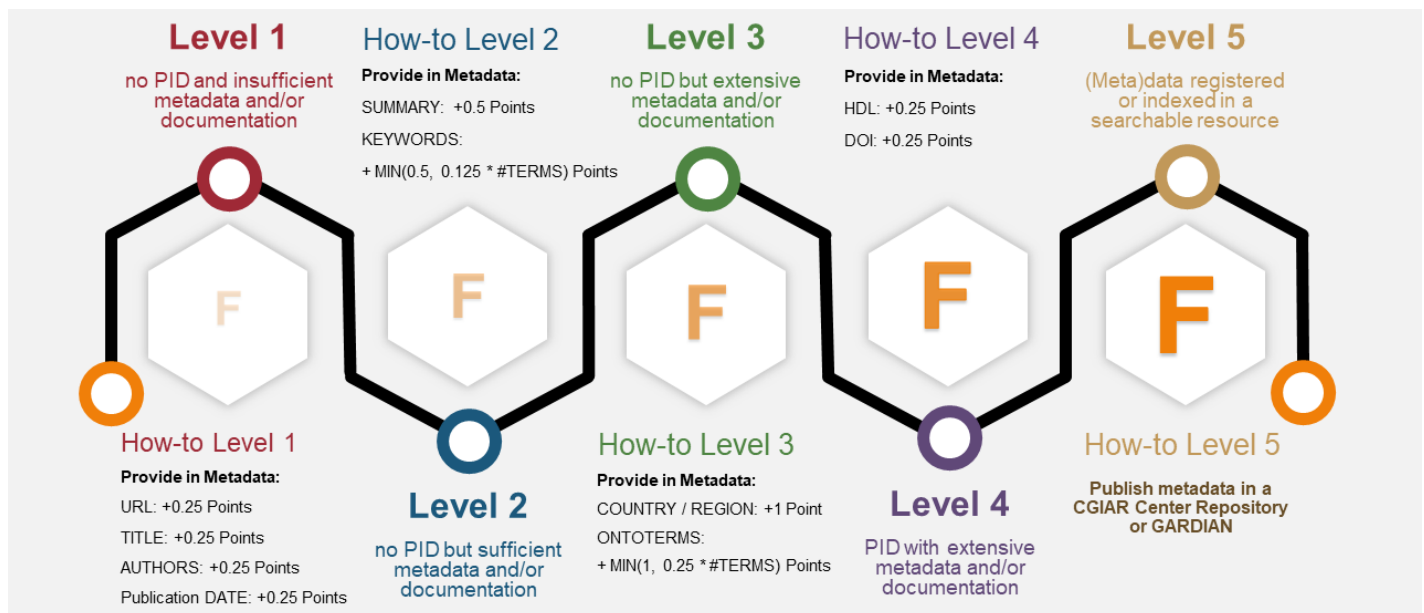 Level 1
no PID and insufficient
metadata and/or
documentation
F
How-to Level 1
Provide in Metadata:
URL: +0.25 Points
TITLE: +0.25 Points
AUTHORS: +0.25 Points
Publication DATE: +0.25 Points
How-to Level 2
Provide in Metadata:
SUMMARY: +0.5 Points
KEYWORDS:
+ MIN(0.5, 0.125 * #TERMS) Points
F
Level 2
no PID but sufficient
metadata and/or
documentation
Level 3
no PID but extensive
metadata and/or
documentation
F
How-to Level 3
Provide in Metadata:
COUNTRY / REGION: +1 Point
ONTOTERMS:
+ MIN(1, 0.25 * #TERMS) Points
How-to Level 4
Provide in Metadata:
HDL: +0.25 Points
DOI: +0.25 Points
F
Level 4
PID with extensive
metadata and/or
documentation
Level 5
(Meta)data registered
or indexed in a
searchable resource
F
How-to Level 5
Publish metadata in a
CGIAR Center Repository
or GARDIAN